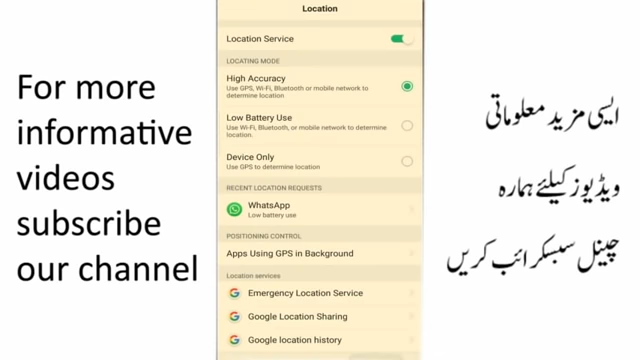 For more
informative
videos
subscribe
our channel
Location
Location Service
LOCATING MODE
High Accuracy
Use GPS, Wi-Fi, Bluetooth or mobile network to
determine location
Low Battery Use
Use Wi-Fi, Bluetooth, or mobile network to determine
location.
Device Only
Use GPS to determine location
RECENT LOCATION REQUESTS
WhatsApp
Low battery use
POSITIONING CONTROL
Apps Using GPS in Background
Location services
Emergency Location Service
Google Location Sharing
Google location history
ایسی مزید معلوماتی
ویڈیوز کیلئے ہمارہ
چینل سبسکرائب کریں